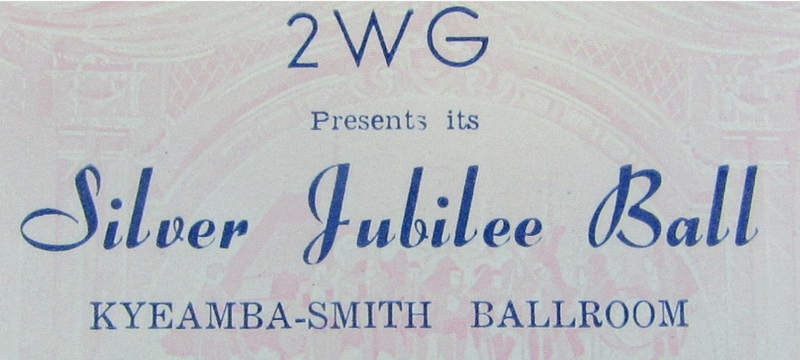 2WG
Presents its
Silver Jubilee Ball
KYEAMBA-SMITH BALLROOM